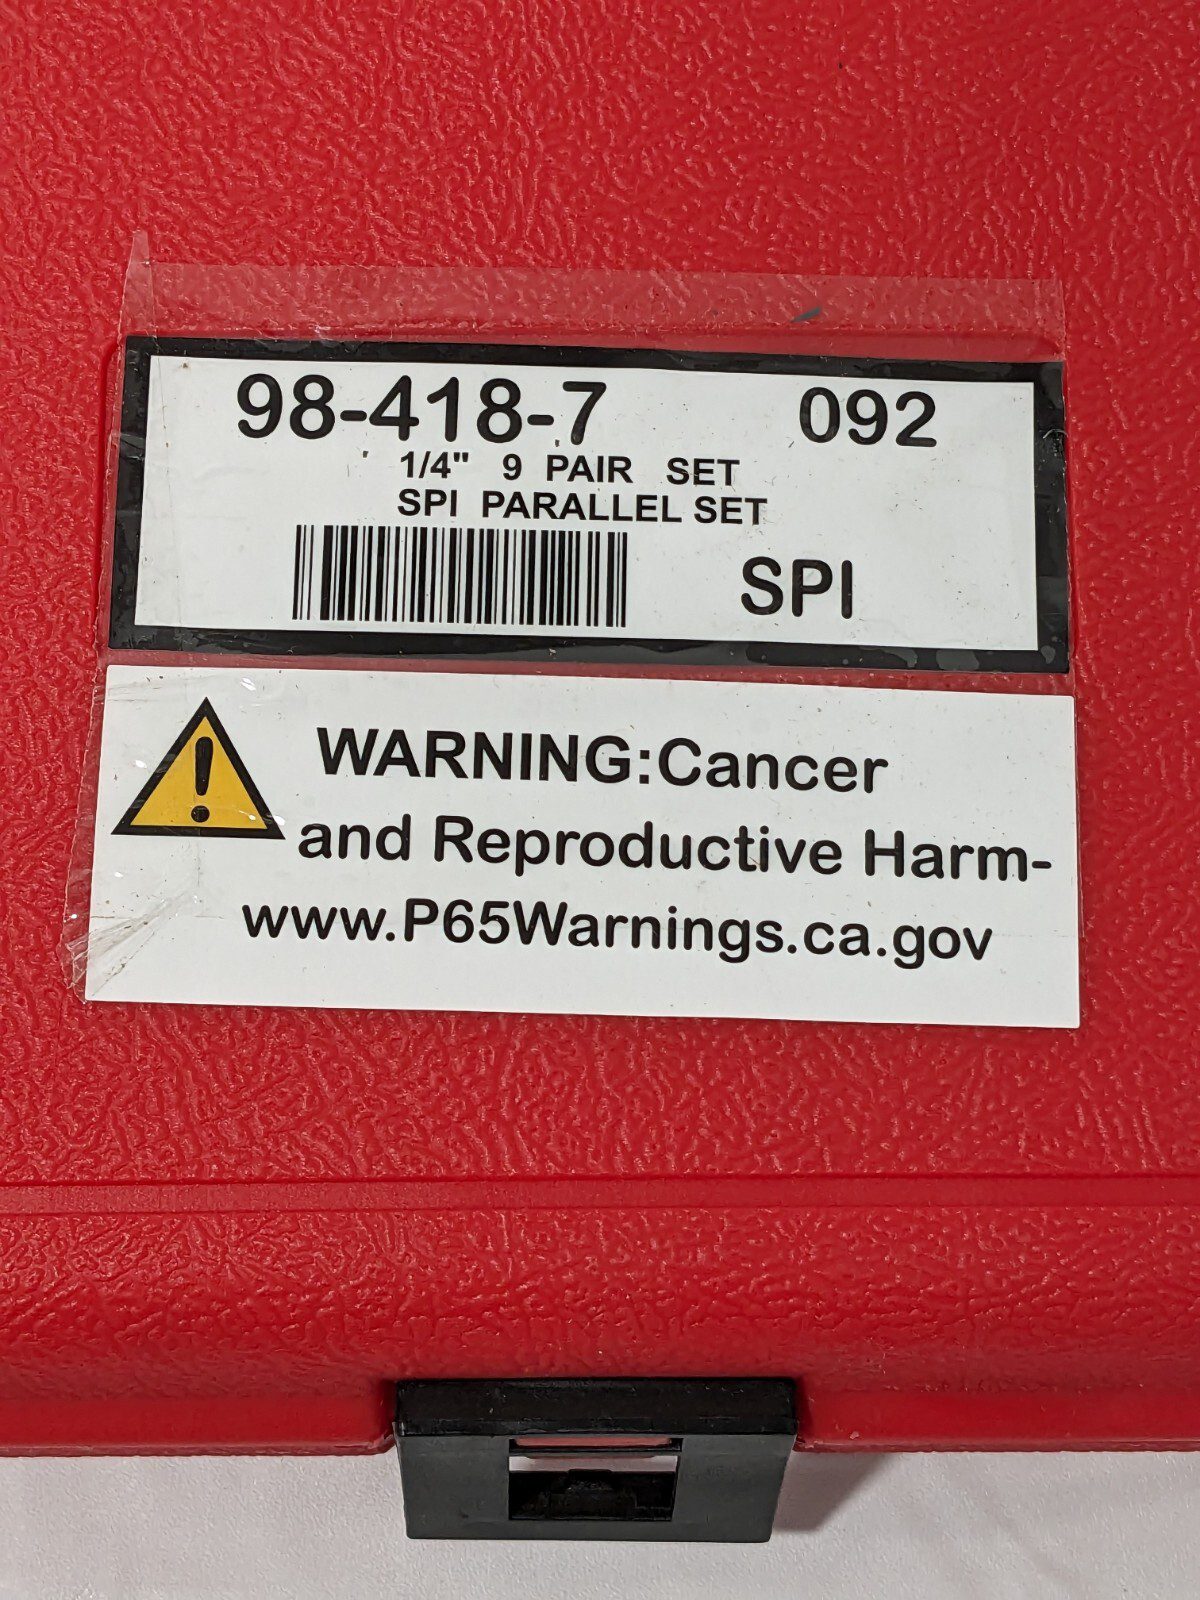 98-418-7 092
1/4" 9 PAIR SET
SPI PARALLEL SET
SPI
WARNING:Cancer
and Reproductive Harm-
www.P65Warnings.ca.gov